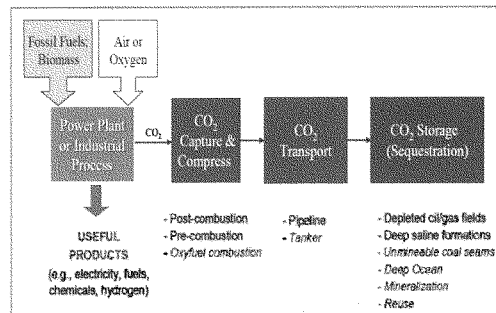 Fossil Fuels;
Biomass
Air or
Oxygen
Power Plant
or Industrial
Process
CO₂
CO₂
Capture &
Compress
CO₂
Transport
CO₂ Storage
(Sequestration)
USEFUL
PRODUCTS
(e.g., electricity, fuels,
chemicals, hydrogen)
- Post-combustion
- Pre-combustion
- Oxyfuel combustion
- Pipeline
- Tanker
- Depleted oil/gas fields
- Deep saline formations
- Unmineable coal seams
- Deep Ocean
- Mineralization
- Reuse